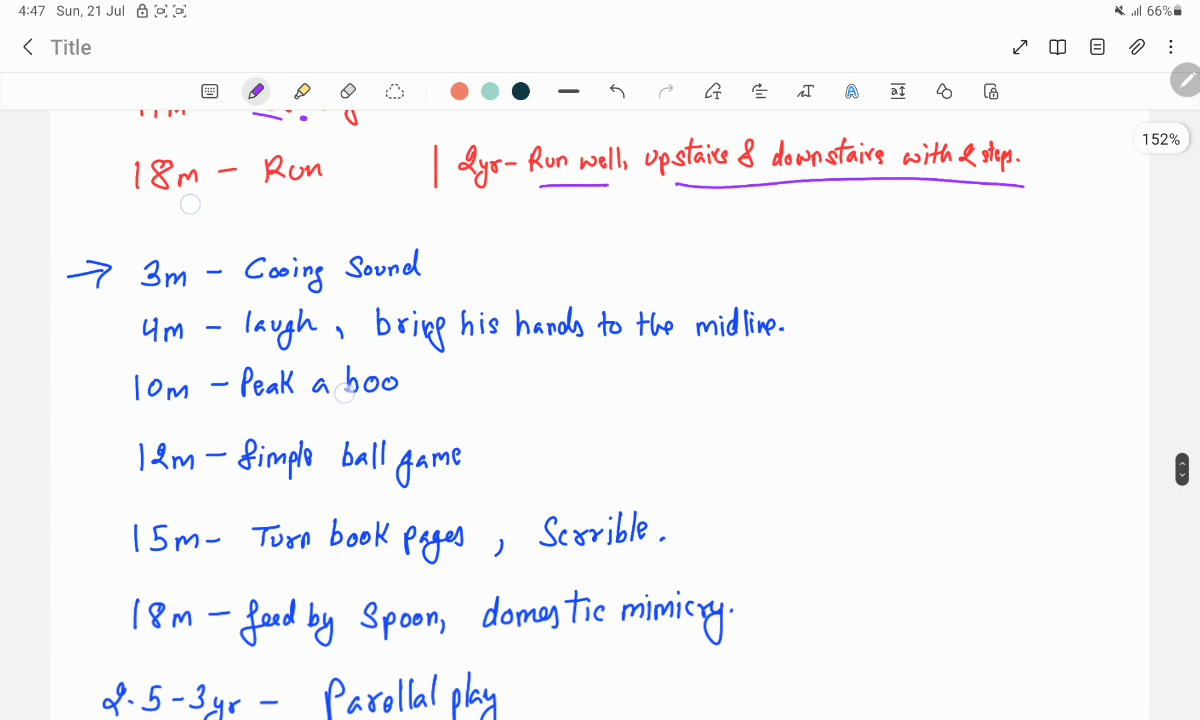 4:47 Sun, 21 Jul 66%
Title
152%
18m - Run | 2yr- Run well, upstairs & downstairs with 2 steps.
→ 3m - Cooing Sound
4m - laugh, bring his hands to the midline.
10m - Peak a boo
12m - Simple ball game
15m- Turn book pages, Scrrible.
18m - feed by Spoon, domestic mimicry.
2.5-3yr - Parollal play